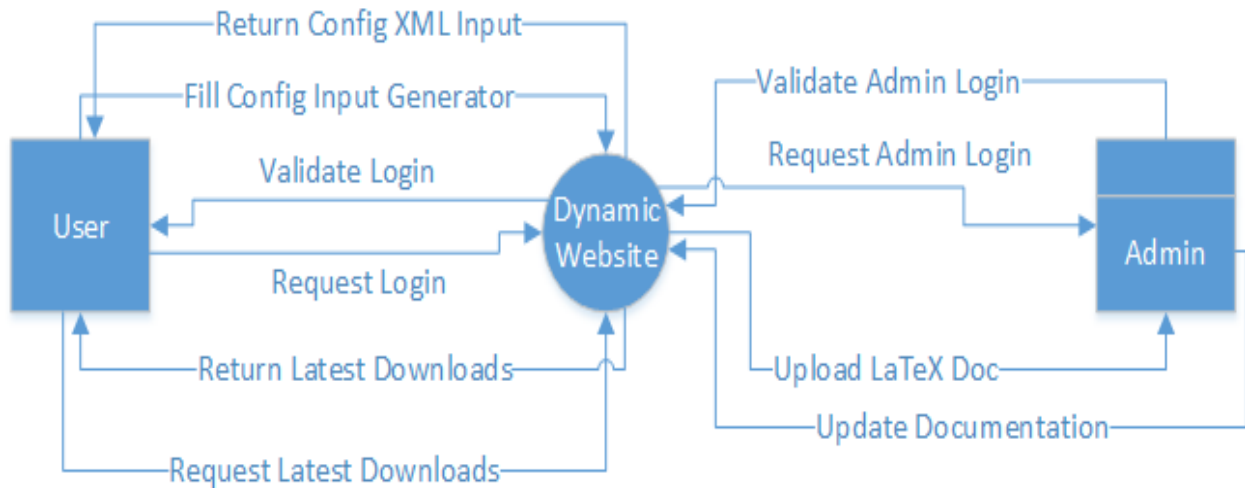 Return Config XML Input
Fill Config Input Generator
Validate Admin Login
Request Admin Login
Validate Login
User
Dynamic
Website
Admin
Request Login
Return Latest Downloads
Upload LaTeX Doc
Update Documentation
Request Latest Downloads